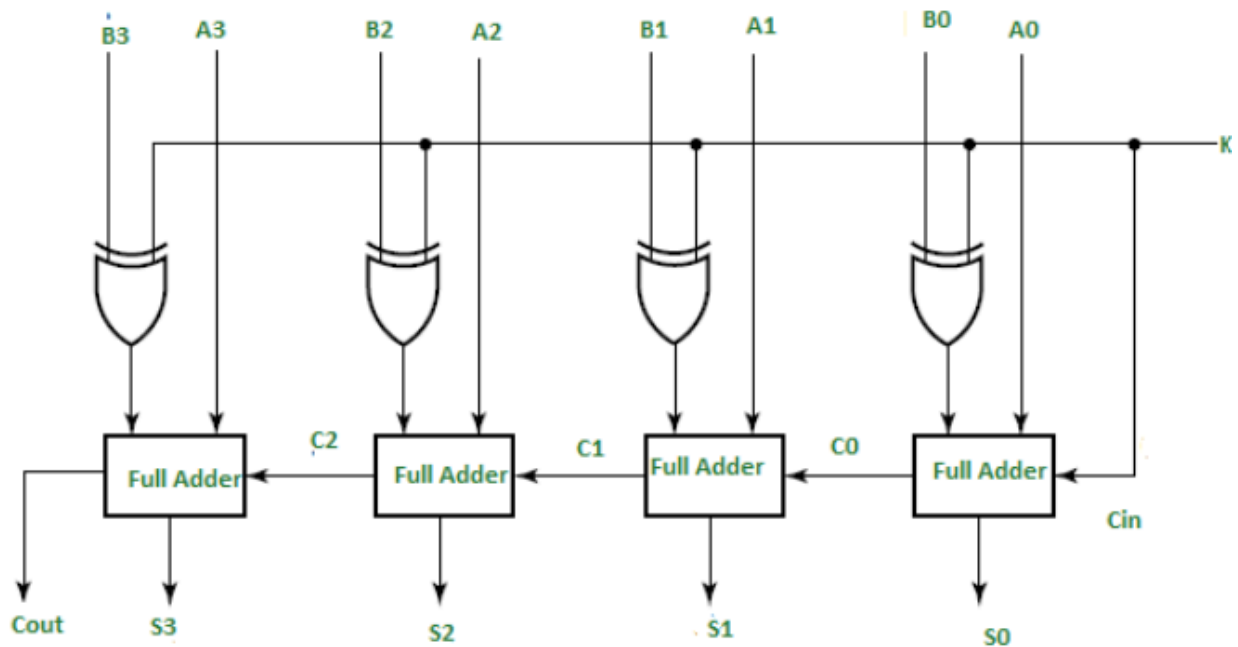 B3 A3 B2 A2 B1 A1 B0 A0
K
C2 C1 C0
Full Adder Full Adder Full Adder Full Adder
Cin
Cout S3 S2 S1 S0